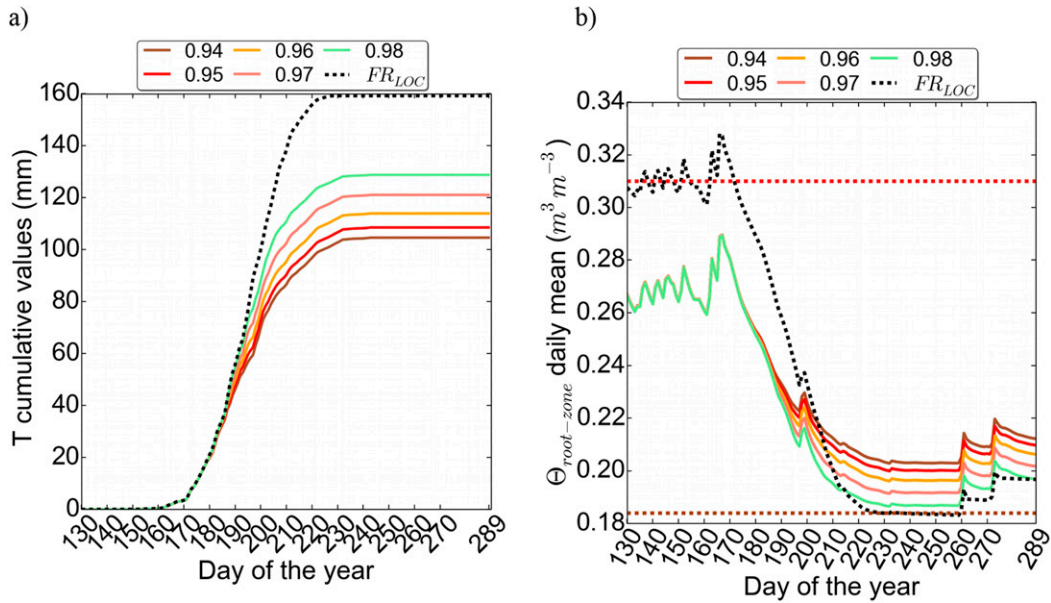 a)
0.94 0.96 0.98
0.95 0.97 FR_LOC
T cumulative values (mm)
160
140
120
100
80
60
40
20
0
130 140 150 160 170 180 190 200 210 220 230 240 250 260 270 289
Day of the year
b)
0.94 0.96 0.98
0.95 0.97 FR_LOC
Θ_root−zone daily mean (m³ m⁻³)
0.34
0.32
0.30
0.28
0.26
0.24
0.22
0.20
0.18
130 140 150 160 170 180 190 200 210 220 230 240 250 260 270 289
Day of the year